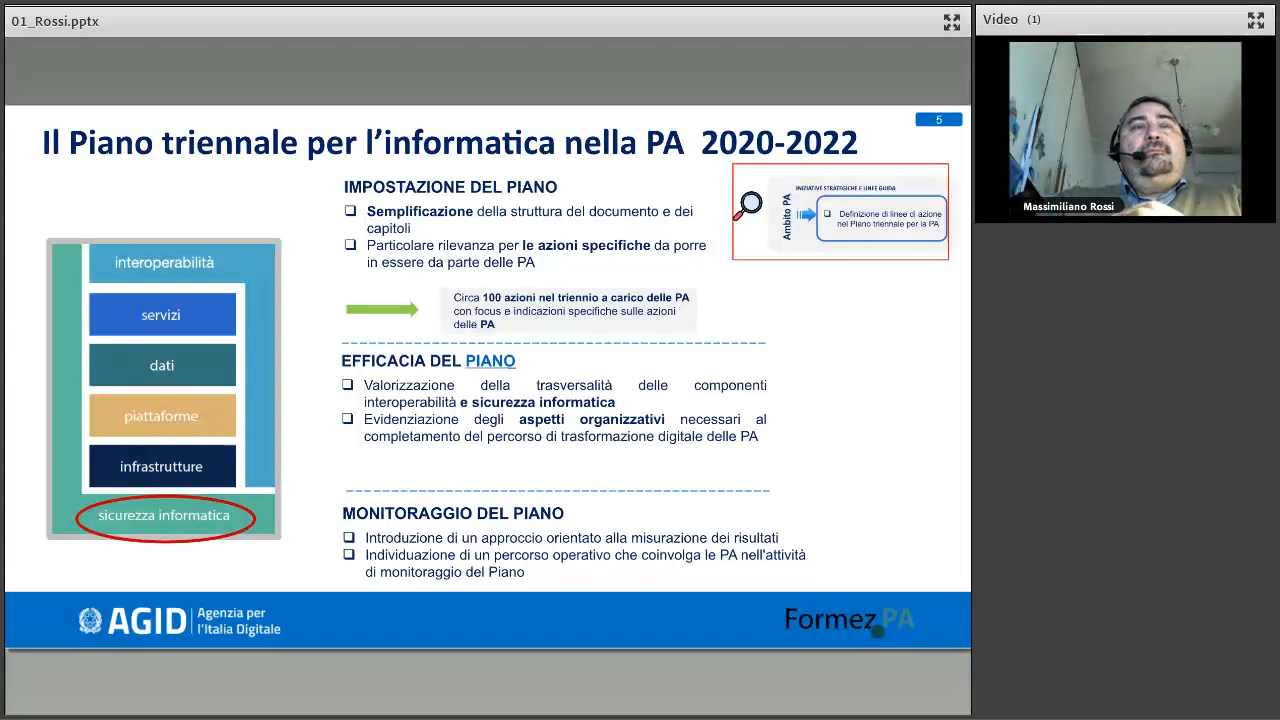 01_Rossi.pptx
Video (1)
Massimiliano Rossi
5
Il Piano triennale per l’informatica nella PA 2020-2022
INIZIATIVE STRATEGICHE E LINEE GUIDA
Ambito PA
Definizione di linee di azione
nel Piano triennale per la PA
IMPOSTAZIONE DEL PIANO
Semplificazione della struttura del documento e dei
capitoli
Particolare rilevanza per le azioni specifiche da porre
in essere da parte delle PA
Circa 100 azioni nel triennio a carico delle PA
con focus e indicazioni specifiche sulle azioni
delle PA
interoperabilità
servizi
dati
piattaforme
infrastrutture
sicurezza informatica
EFFICACIA DEL PIANO
Valorizzazione della trasversalità delle componenti
interoperabilità e sicurezza informatica
Evidenziazione degli aspetti organizzativi necessari al
completamento del percorso di trasformazione digitale delle PA
MONITORAGGIO DEL PIANO
Introduzione di un approccio orientato alla misurazione dei risultati
Individuazione di un percorso operativo che coinvolga le PA nell'attività
di monitoraggio del Piano
AGID
Agenzia per
l’Italia Digitale
Formez PA